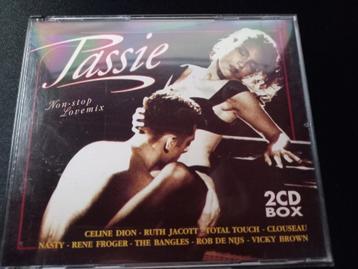 Passie
Non-stop
Lovemix
2CD
BOX
CELINE DION - RUTH JACOTT - TOTAL TOUCH - CLOUSEAU
NASTY - RENE FROGER - THE BANGLES - ROB DE NIJS - VICKY BROWN